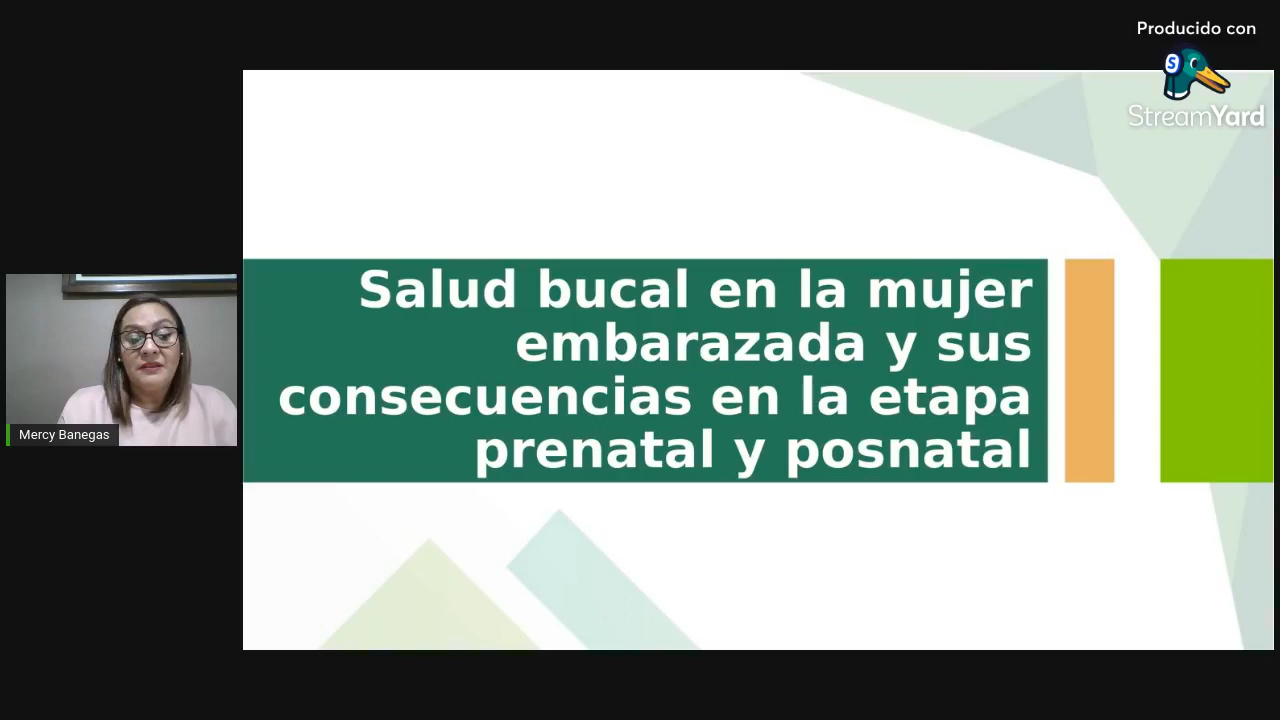 Producido con
S
StreamYard
Salud bucal en la mujer
embarazada y sus
consecuencias en la etapa
prenatal y posnatal
Mercy Banegas